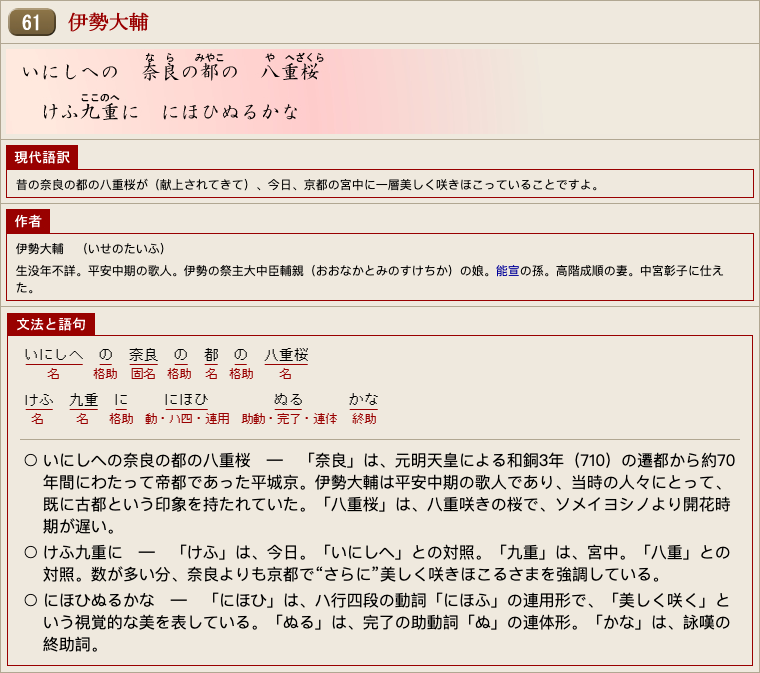 61 伊勢大輔
な ら みやこ や へざくら
いにしへの 奈良の都の 八重桜
ここのへ
けふ九重に にほひぬるかな
現代語訳
昔の奈良の都の八重桜が（献上されてきて）、今日、京都の宮中に一層美しく咲きほこっていることですよ。
作者
伊勢大輔 （いせのたいふ）
生没年不詳。平安中期の歌人。伊勢の祭主大中臣輔親（おおなかとみのすけちか）の娘。能宣の孫。高階成順の妻。中宮彰子に仕え
た。
文法と語句
いにしへ の 奈良 の 都 の 八重桜
名 格助 固名 格助 名 格助 名
けふ 九重 に にほひ ぬる かな
名 名 格助 動・ハ四・連用 助動・完了・連体 終助
○ いにしへの奈良の都の八重桜 ― 「奈良」は、元明天皇による和銅3年（710）の遷都から約70
年間にわたって帝都であった平城京。伊勢大輔は平安中期の歌人であり、当時の人々にとって、
既に古都という印象を持たれていた。「八重桜」は、八重咲きの桜で、ソメイヨシノより開花時
期が遅い。
○ けふ九重に ― 「けふ」は、今日。「いにしへ」との対照。「九重」は、宮中。「八重」との
対照。数が多い分、奈良よりも京都で“さらに”美しく咲きほこるさまを強調している。
○ にほひぬるかな ― 「にほひ」は、ハ行四段の動詞「にほふ」の連用形で、「美しく咲く」と
いう視覚的な美を表している。「ぬる」は、完了の助動詞「ぬ」の連体形。「かな」は、詠嘆の
終助詞。